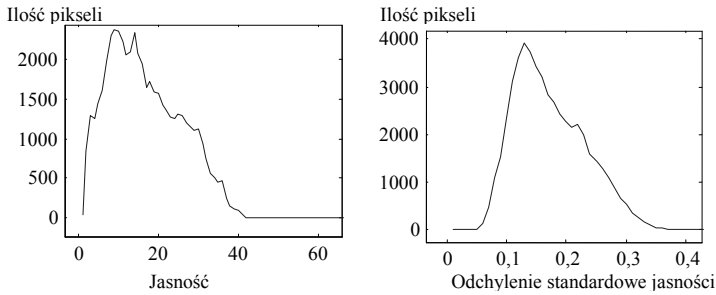 Ilość pikseli
2000
1500
1000
500
0
0 20 40 60
Jasność
Ilość pikseli
4000
3000
2000
1000
0
0 0,1 0,2 0,3 0,4
Odchylenie standardowe jasności